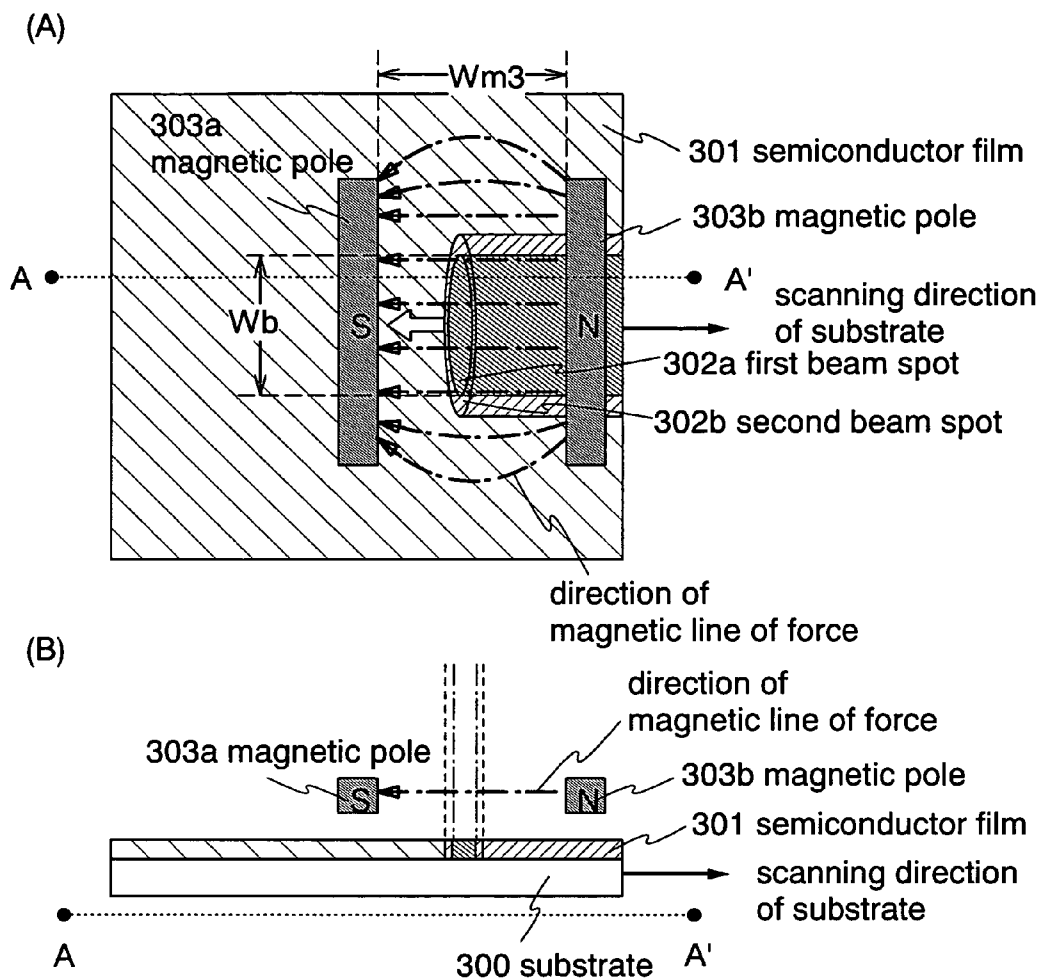 (A)
Wm3
303a
magnetic pole
301 semiconductor film
303b magnetic pole
A
A'
scanning direction
of substrate
Wb
S
N
302a first beam spot
302b second beam spot
direction of
magnetic line of force
(B)
direction of
magnetic line of force
303a magnetic pole
303b magnetic pole
S
N
301 semiconductor film
scanning direction
of substrate
A
A'
300 substrate